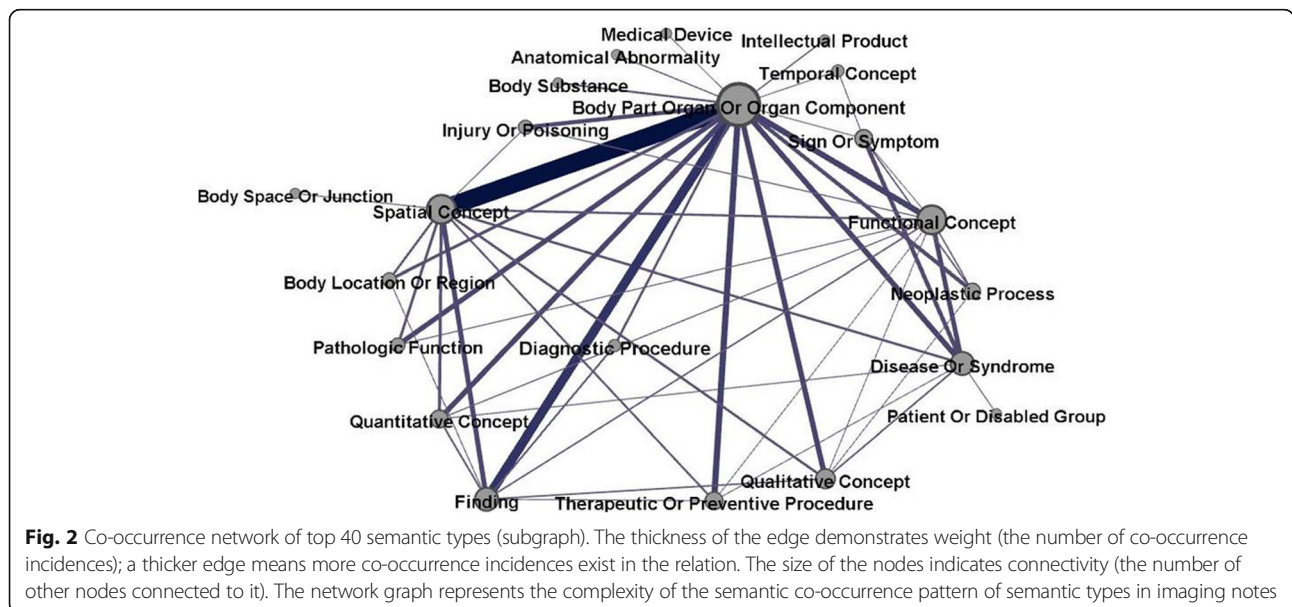 Medical Device
Intellectual Product
Anatomical Abnormality
Temporal Concept
Body Substance
Body Part Organ Or Organ Component
Injury Or Poisoning
Sign Or Symptom
Body Space Or Junction
Spatial Concept
Functional Concept
Body Location Or Region
Neoplastic Process
Pathologic Function
Diagnostic Procedure
Disease Or Syndrome
Patient Or Disabled Group
Quantitative Concept
Qualitative Concept
Finding
Therapeutic Or Preventive Procedure
Fig. 2 Co-occurrence network of top 40 semantic types (subgraph). The thickness of the edge demonstrates weight (the number of co-occurrence
incidences); a thicker edge means more co-occurrence incidences exist in the relation. The size of the nodes indicates connectivity (the number of
other nodes connected to it). The network graph represents the complexity of the semantic co-occurrence pattern of semantic types in imaging notes